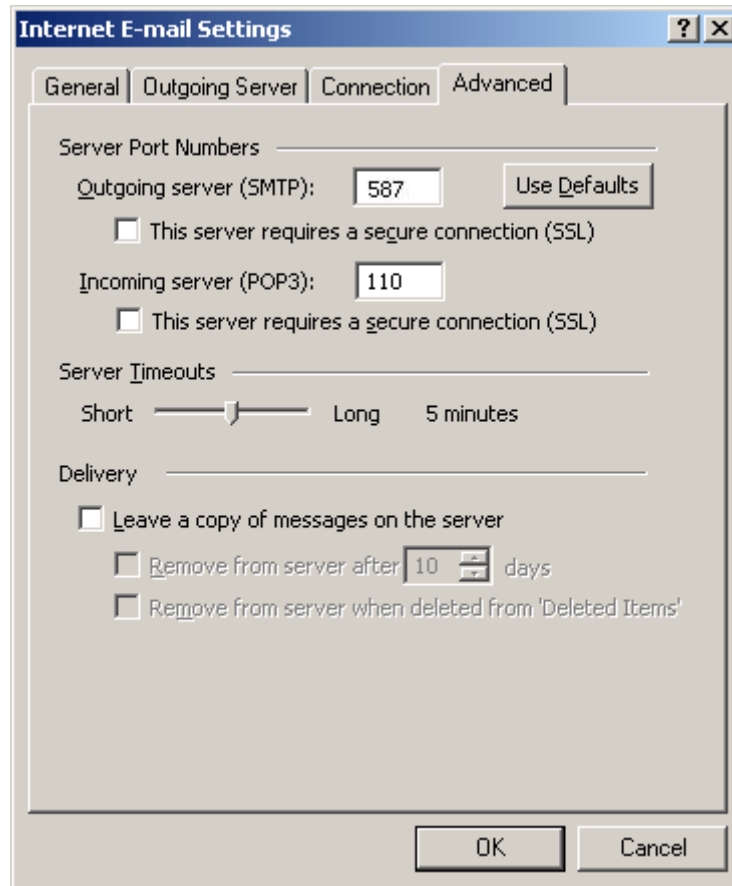 Internet E-mail Settings
General Outgoing Server Connection Advanced
Server Port Numbers
Outgoing server (SMTP): 587 Use Defaults
This server requires a secure connection (SSL)
Incoming server (POP3): 110
This server requires a secure connection (SSL)
Server Timeouts
Short Long 5 minutes
Delivery
Leave a copy of messages on the server
Remove from server after 10 days
Remove from server when deleted from 'Deleted Items'
OK Cancel